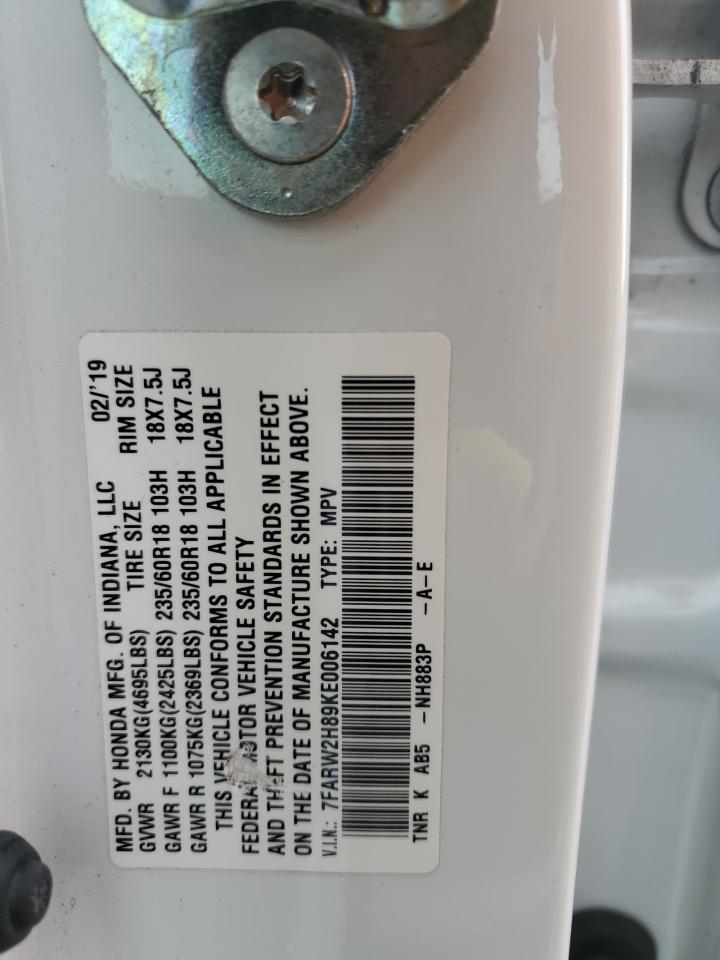 MFD. BY HONDA MFG. OF INDIANA, LLC 02/'19
GVWR 2130KG(4695LBS) TIRE SIZE RIM SIZE
GAWR F 1100KG(2425LBS) 235/60R18 103H 18X7.5J
GAWR R 1075KG(2369LBS) 235/60R18 103H 18X7.5J
THIS VEHICLE CONFORMS TO ALL APPLICABLE
FEDERAL MOTOR VEHICLE SAFETY
AND THEFT PREVENTION STANDARDS IN EFFECT
ON THE DATE OF MANUFACTURE SHOWN ABOVE.
V.I.N.: 7FARW2H89KE006142 TYPE: MPV
TNR K AB5 -NH883P -A-E